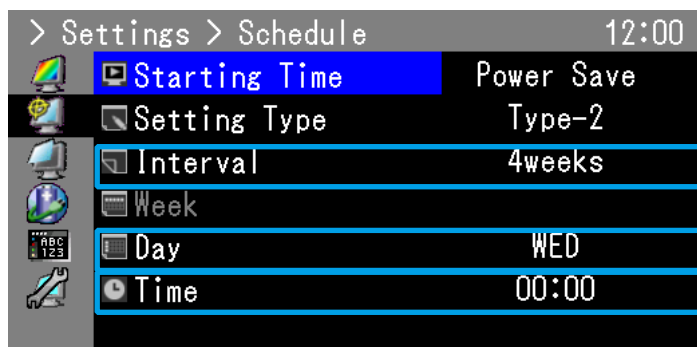 > Settings > Schedule 12:00
Starting Time Power Save
Setting Type Type-2
Interval 4weeks
Week
ABC
123
Day WED
Time 00:00